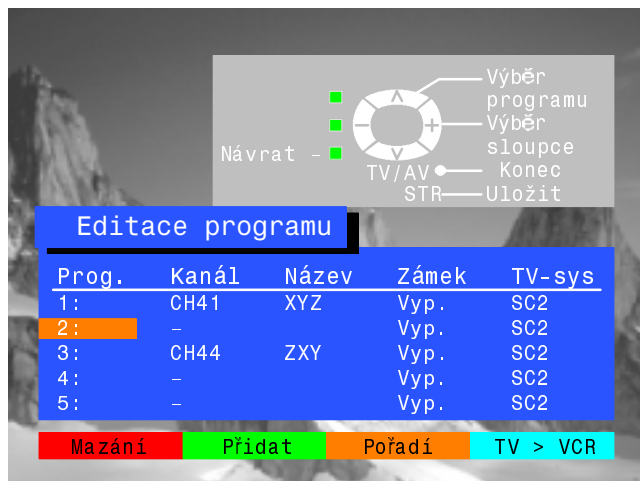 Výběr
programu
Výběr
sloupce
Návrat –
TV/AV Konec
STR Uložit
Editace programu
Prog. Kanál Název Zámek TV-sys
1: CH41 XYZ Vyp. SC2
2: – Vyp. SC2
3: CH44 ZXY Vyp. SC2
4: – Vyp. SC2
5: – Vyp. SC2
Mazání Přidat Pořadí TV > VCR